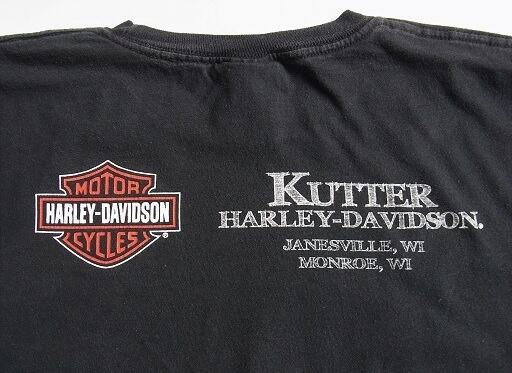 MOTOR
HARLEY-DAVIDSON
CYCLES
®
KUTTER
HARLEY-DAVIDSON.
JANESVILLE, WI
MONROE, WI